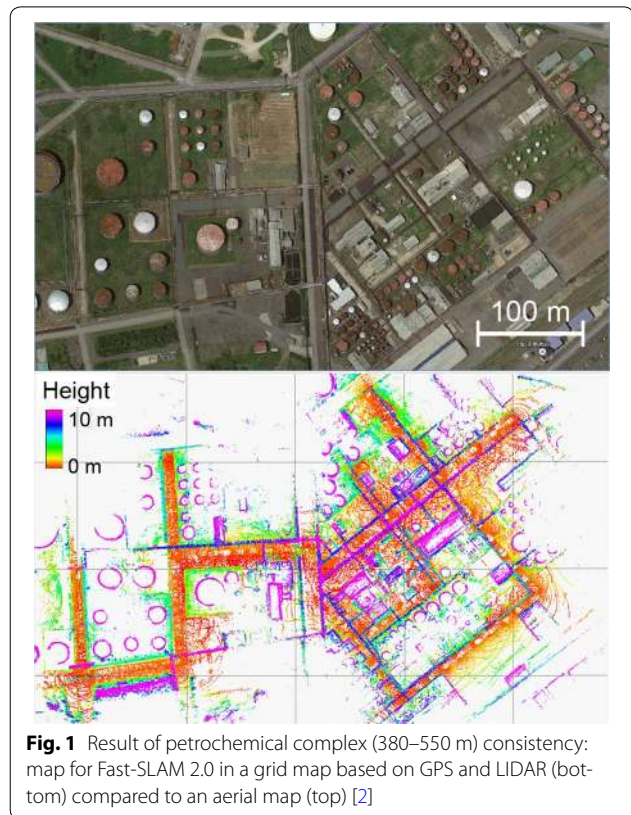 100 m
Height
10 m
0 m
Fig. 1 Result of petrochemical complex (380–550 m) consistency:
map for Fast-SLAM 2.0 in a grid map based on GPS and LIDAR (bot-
tom) compared to an aerial map (top) [2]